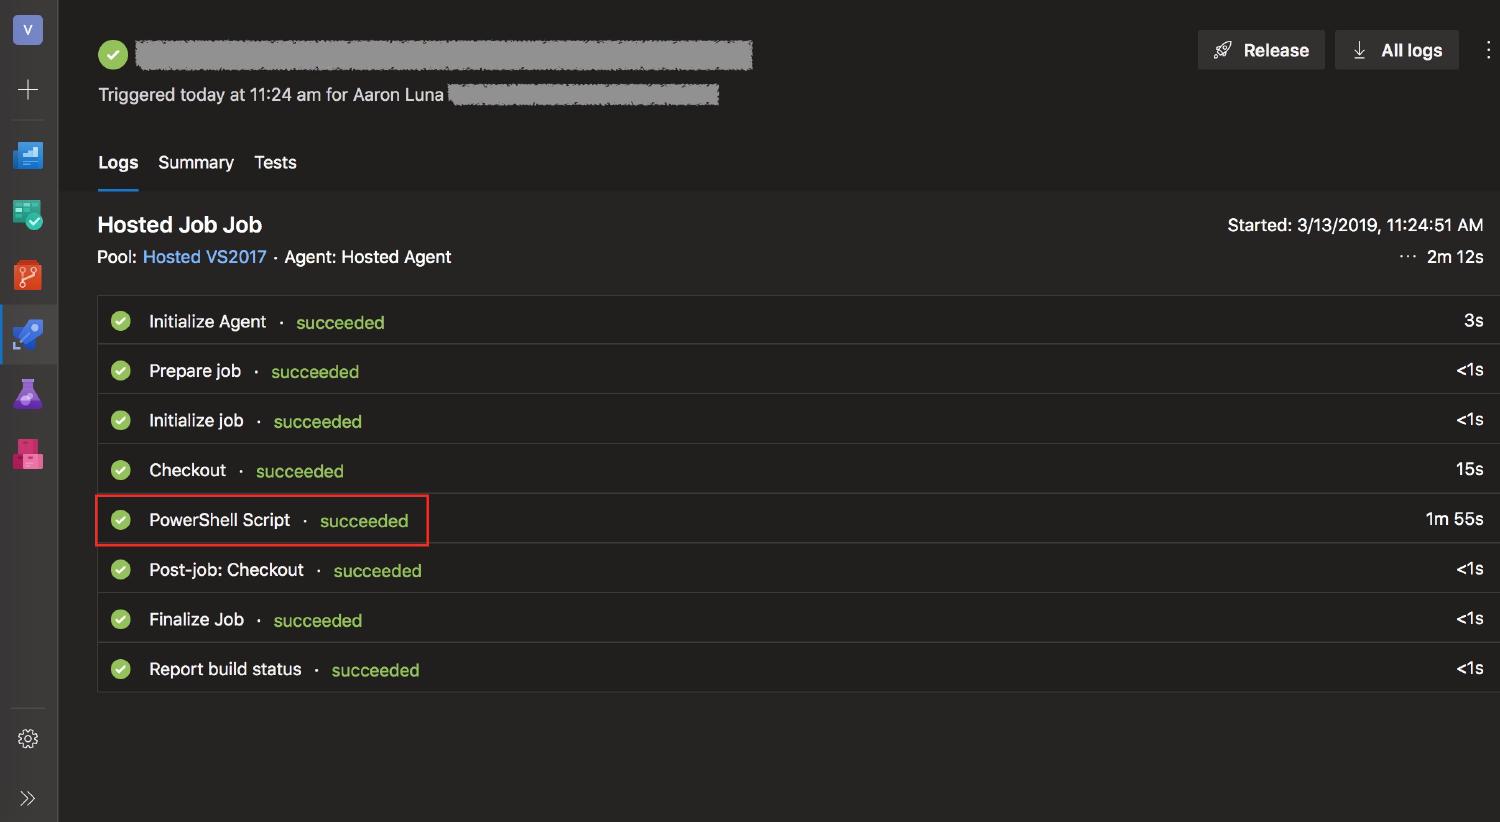 V
Release
All logs
Triggered today at 11:24 am for Aaron Luna
Logs Summary Tests
Hosted Job Job
Started: 3/13/2019, 11:24:51 AM
Pool: Hosted VS2017 · Agent: Hosted Agent
··· 2m 12s
Initialize Agent · succeeded 3s
Prepare job · succeeded <1s
Initialize job · succeeded <1s
Checkout · succeeded 15s
PowerShell Script · succeeded 1m 55s
Post-job: Checkout · succeeded <1s
Finalize Job · succeeded <1s
Report build status · succeeded <1s